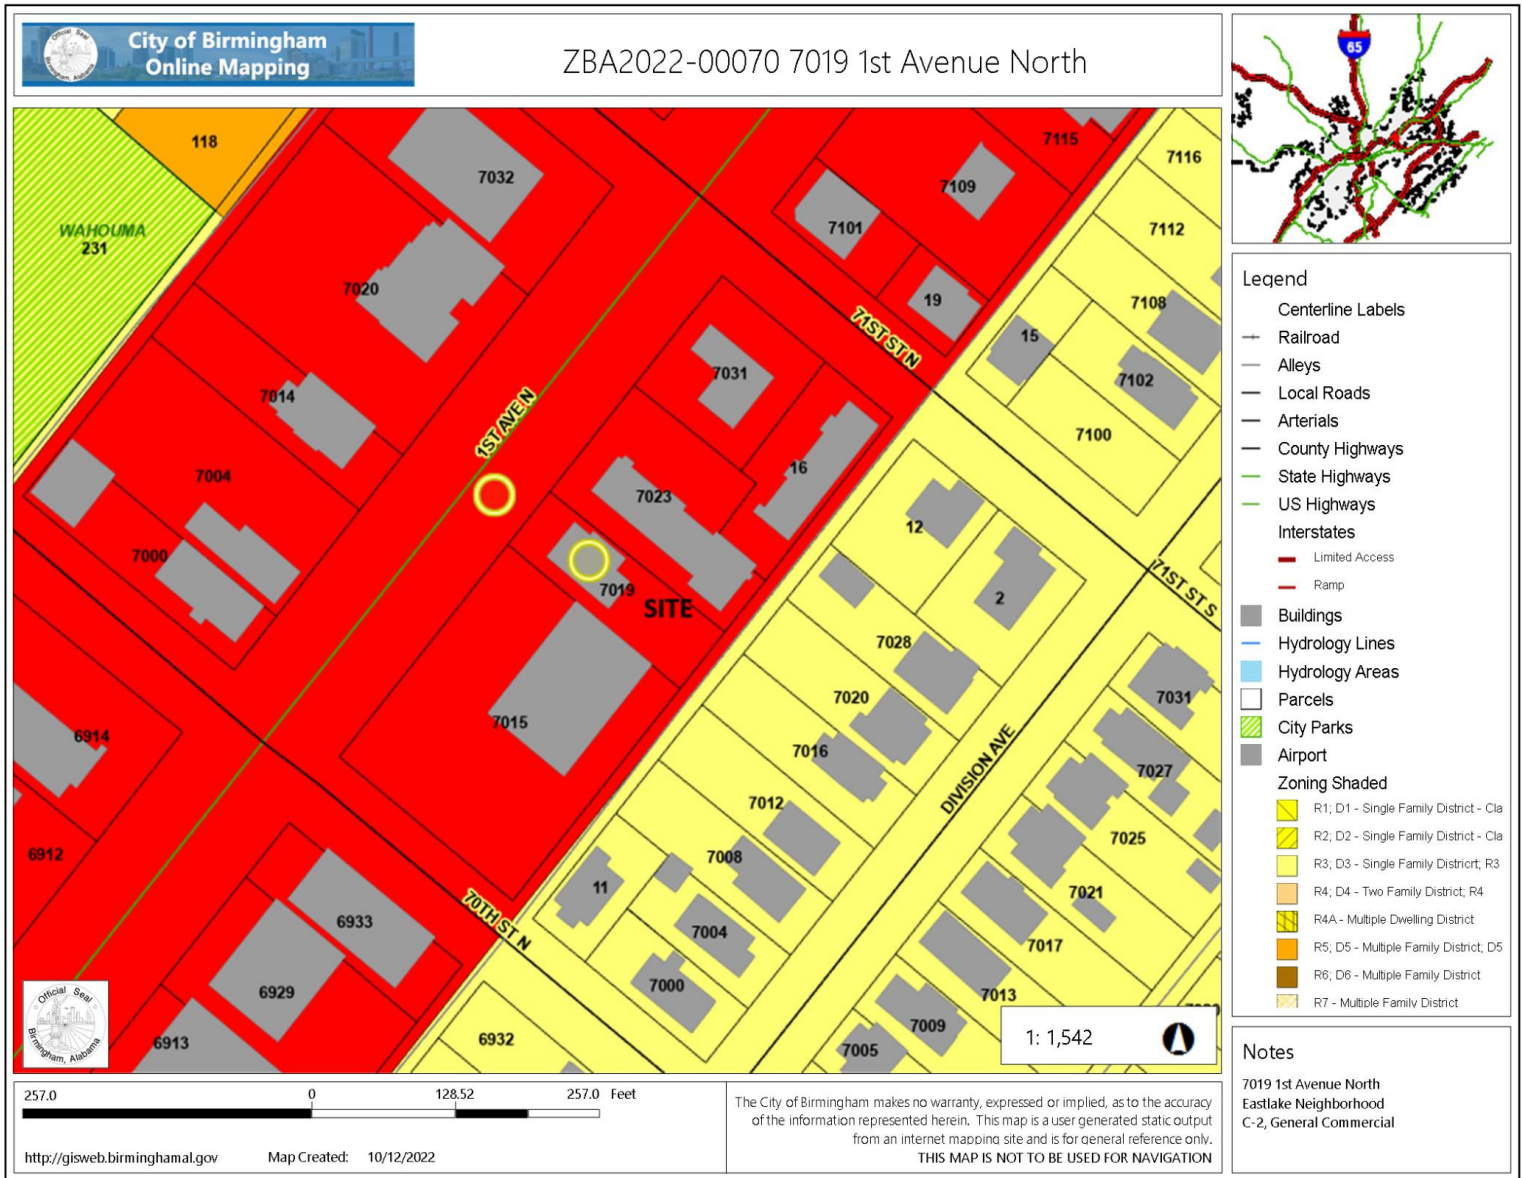 City of Birmingham
Online Mapping
Official Seal
Birmingham, Alabama
ZBA2022-00070 7019 1st Avenue North
65
118
WAHOUMA
231
7032
7020
7014
7004
7000
6914
6912
6933
6929
6913
1ST AVE N
7115
7109
7101
19
71ST ST N
7031
16
7023
7019
SITE
7015
70TH ST N
7116
7112
7108
15
7102
7100
12
2
71ST ST S
7028
7020
7016
7012
7008
11
7004
7000
6932
DIVISION AVE
7031
7027
7025
7021
7017
7013
7009
7005
1: 1,542
Official Seal
Birmingham, Alabama
Legend
Centerline Labels
Railroad
Alleys
Local Roads
Arterials
County Highways
State Highways
US Highways
Interstates
Limited Access
Ramp
Buildings
Hydrology Lines
Hydrology Areas
Parcels
City Parks
Airport
Zoning Shaded
R1; D1 - Single Family District - Cla
R2; D2 - Single Family District - Cla
R3; D3 - Single Family Districrt; R3
R4; D4 - Two Family District; R4
R4A - Multiple Dwelling District
R5; D5 - Multiple Family District; D5
R6; D6 - Multiple Family District
R7 - Multiple Family District
Notes
7019 1st Avenue North
Eastlake Neighborhood
C-2, General Commercial
257.0 0 128.52 257.0 Feet
http://gisweb.birminghamal.gov Map Created: 10/12/2022
The City of Birmingham makes no warranty, expressed or implied, as to the accuracy
of the information represented herein. This map is a user generated static output
from an internet mapping site and is for general reference only.
THIS MAP IS NOT TO BE USED FOR NAVIGATION